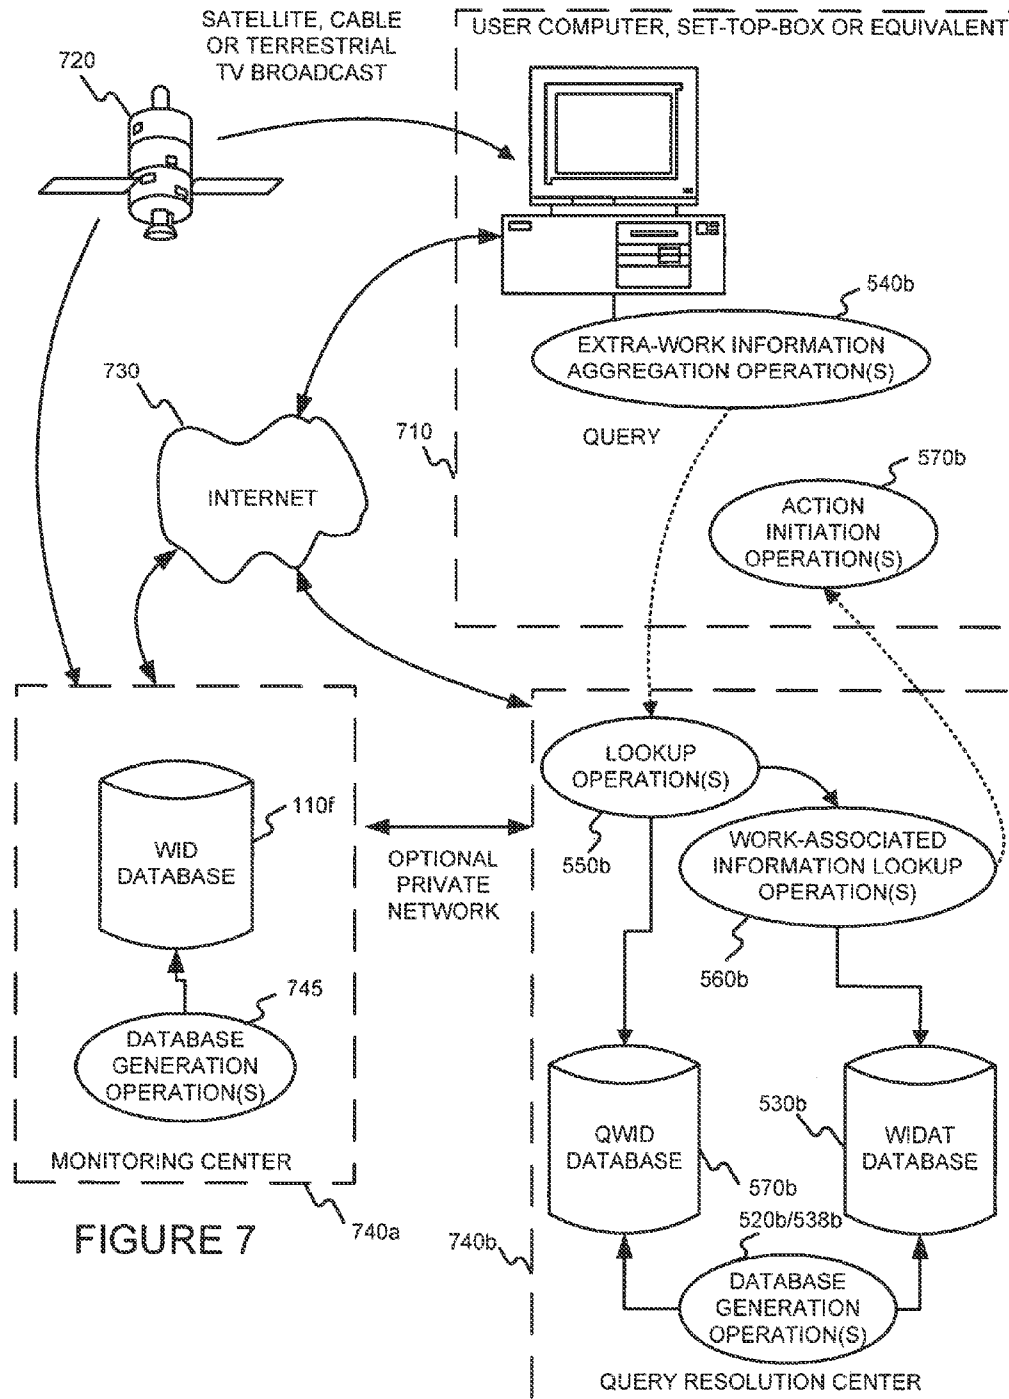 SATELLITE, CABLE
OR TERRESTRIAL
TV BROADCAST
USER COMPUTER, SET-TOP-BOX OR EQUIVALENT
720
540b
EXTRA-WORK INFORMATION
AGGREGATION OPERATION(S)
730
710
QUERY
570b
INTERNET
ACTION
INITIATION
OPERATION(S)
LOOKUP
OPERATION(S)
110f
WID
DATABASE
OPTIONAL
PRIVATE
NETWORK
550b
WORK-ASSOCIATED
INFORMATION LOOKUP
OPERATION(S)
560b
745
DATABASE
GENERATION
OPERATION(S)
530b
QWID
DATABASE
WIDAT
DATABASE
MONITORING CENTER
570b
520b/538b
FIGURE 7
740a
740b
DATABASE
GENERATION
OPERATION(S)
QUERY RESOLUTION CENTER